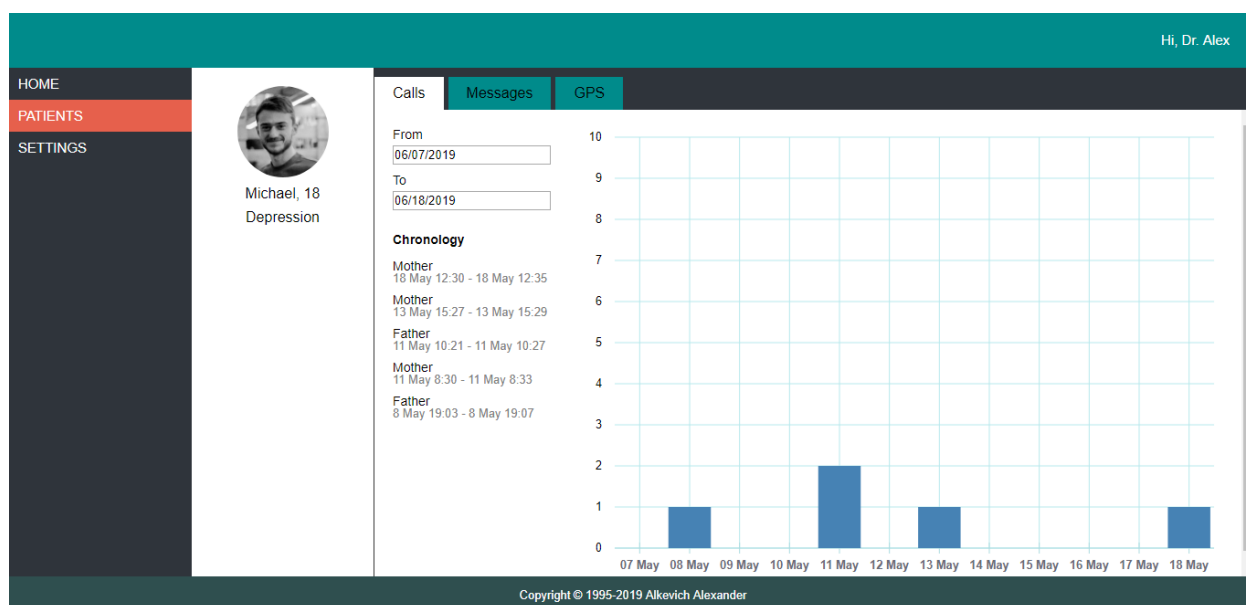 Hi, Dr. Alex
HOME
PATIENTS
SETTINGS
Michael, 18
Depression
Calls
Messages
GPS
From
06/07/2019
To
06/18/2019
Chronology
Mother
18 May 12:30 - 18 May 12:35
Mother
13 May 15:27 - 13 May 15:29
Father
11 May 10:21 - 11 May 10:27
Mother
11 May 8:30 - 11 May 8:33
Father
8 May 19:03 - 8 May 19:07
10
9
8
7
6
5
4
3
2
1
0
07 May 08 May 09 May 10 May 11 May 12 May 13 May 14 May 15 May 16 May 17 May 18 May
Copyright © 1995-2019 Alkevich Alexander